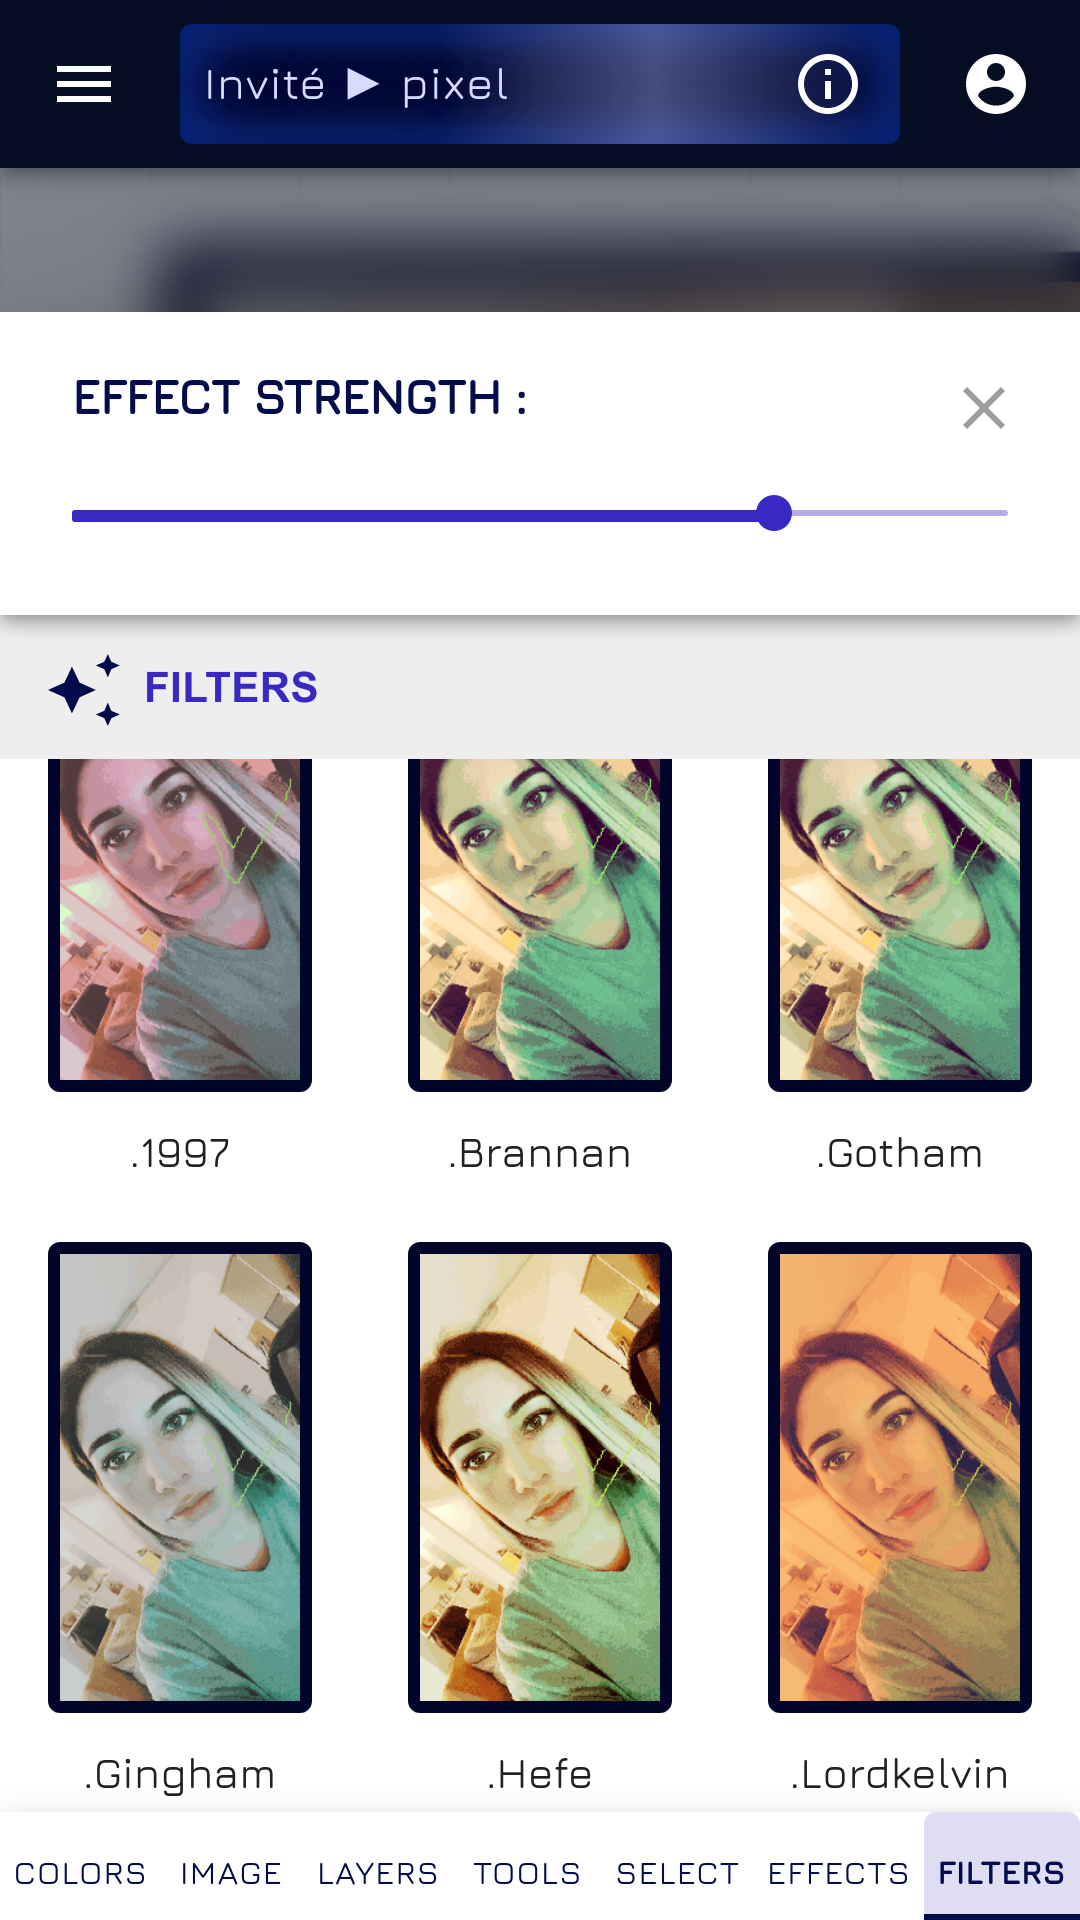 Invité ► pixel
EFFECT STRENGTH :
FILTERS
.1997
.Brannan
.Gotham
.Gingham
.Hefe
.Lordkelvin
COLORS
IMAGE
LAYERS
TOOLS
SELECT
EFFECTS
FILTERS